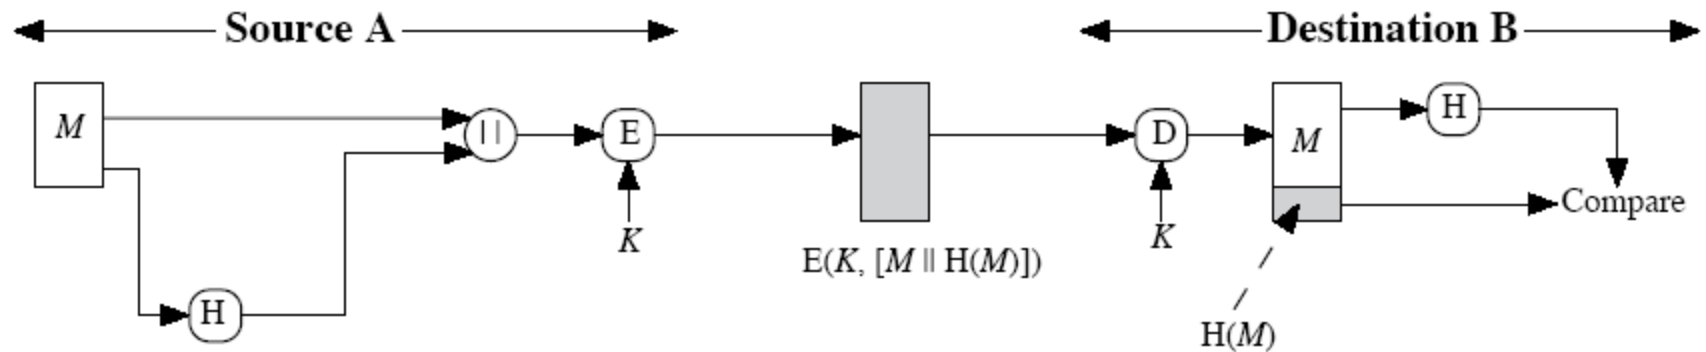 Source A
Destination B
M
||
E
D
M
H
K
K
Compare
E(K, [M || H(M)])
H
H(M)